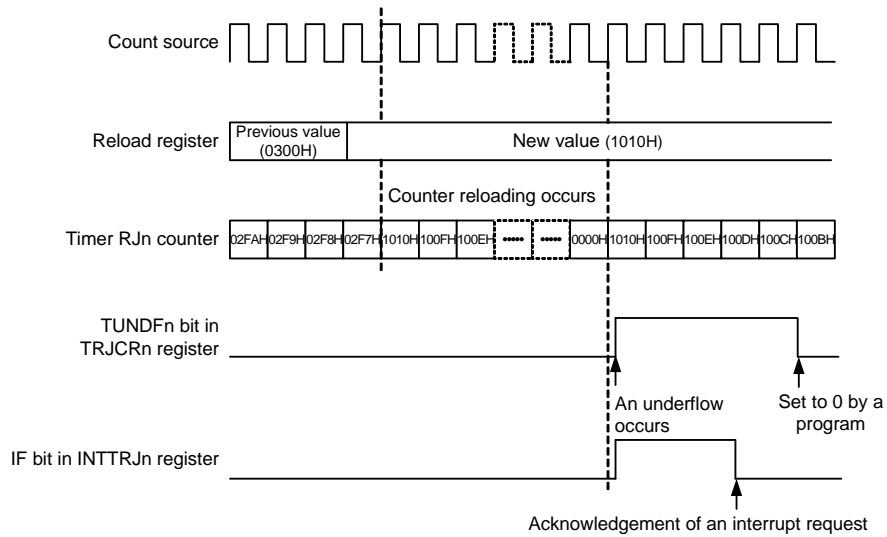 Count source
Reload register
Previous value
(0300H)
New value (1010H)
Counter reloading occurs
Timer RJn counter
02FAH 02F9H 02F8H 02F7H 1010H 100FH 100EH ••••• ••••• 0000H 1010H 100FH 100EH 100DH 100CH 100BH
TUNDFn bit in
TRJCRn register
An underflow
occurs
Set to 0 by a
program
IF bit in INTTRJn register
Acknowledgement of an interrupt request